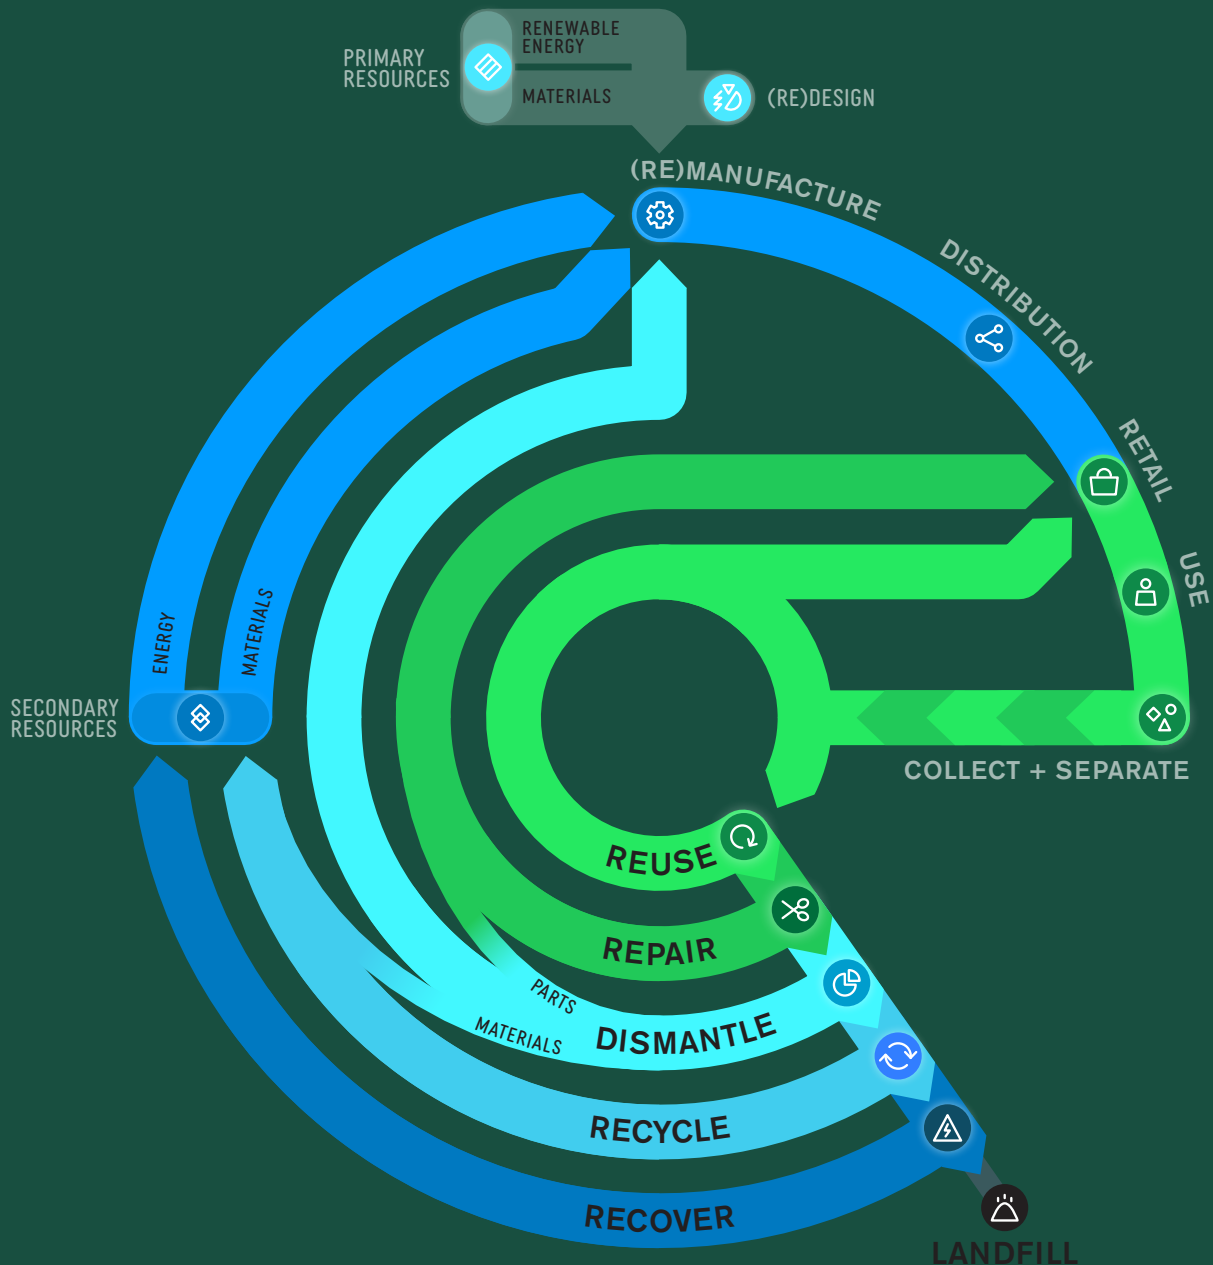 RENEWABLE
ENERGY
PRIMARY
RESOURCES
MATERIALS
(RE)DESIGN
(RE)MANUFACTURE
DISTRIBUTION
RETAIL
USE
ENERGY
MATERIALS
SECONDARY
RESOURCES
COLLECT + SEPARATE
REUSE
REPAIR
PARTS
MATERIALS
DISMANTLE
RECYCLE
RECOVER
LANDFILL